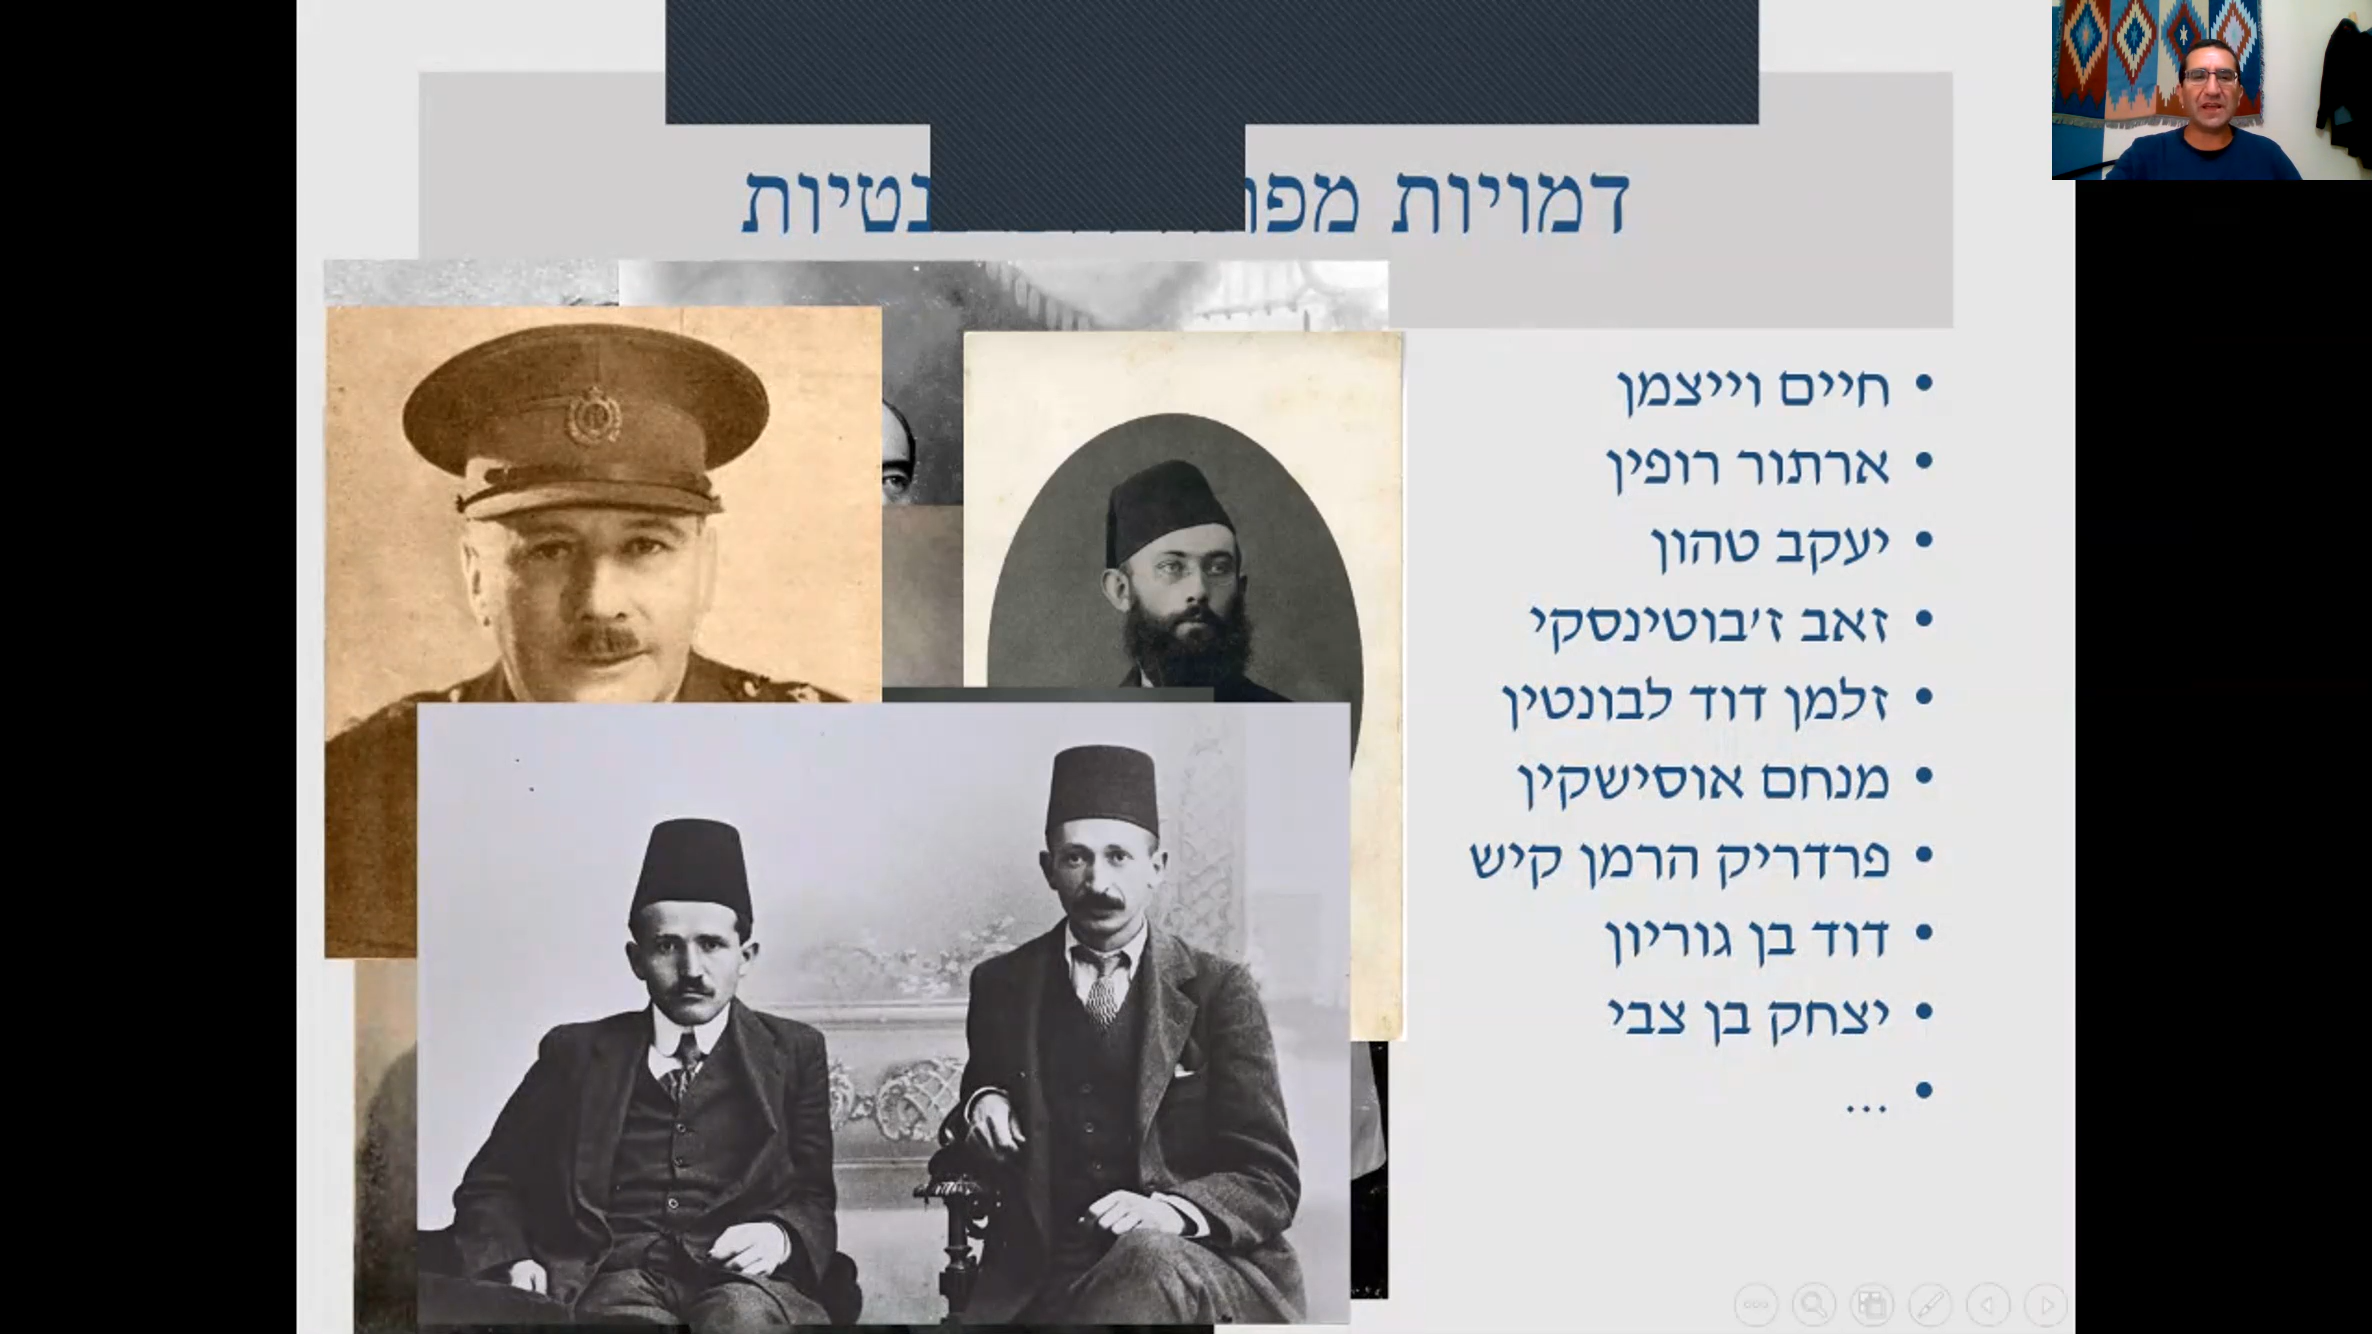 דמויות
חיים וייצמן
ארתור רופין
יעקב טהון
זאב ז'בוטינסקי
זלמן דוד לבונטין
מנחם אוסישקין
פרדריק הרמן קיש
דוד בן גוריון
יצחק בן צבי
...